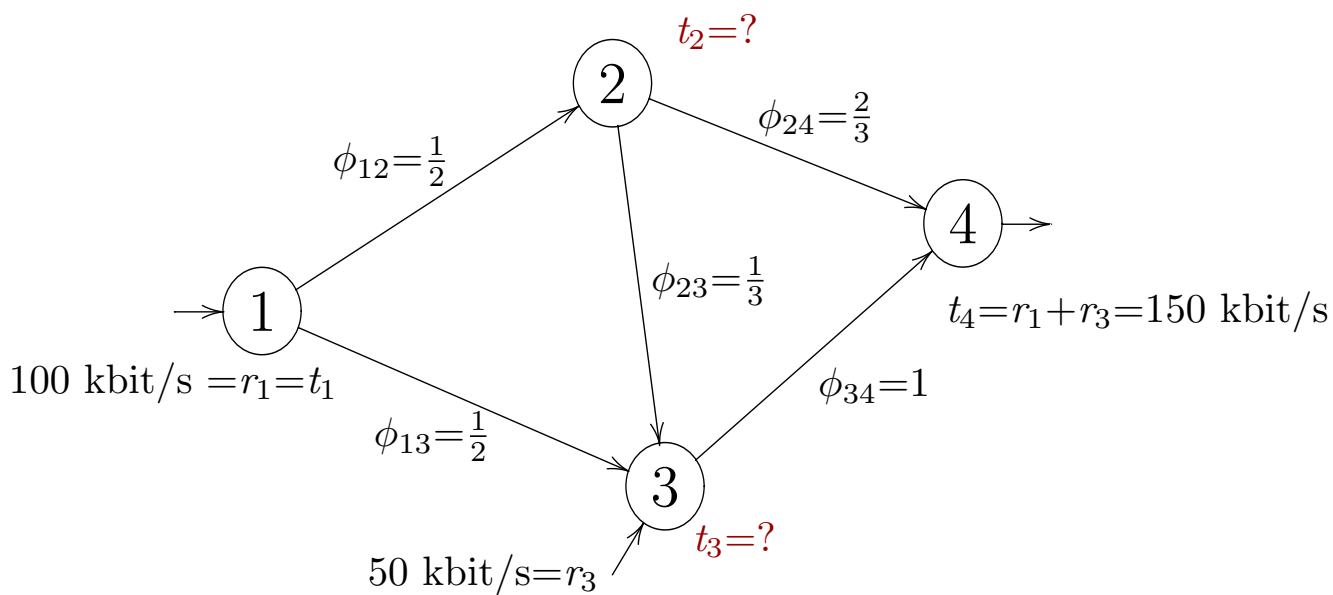 t₂=?
2
ϕ₂₄=2/3
ϕ₁₂=1/2
4
ϕ₂₃=1/3
1
t₄=r₁+r₃=150 kbit/s
100 kbit/s =r₁=t₁
ϕ₃₄=1
ϕ₁₃=1/2
3
t₃=?
50 kbit/s=r₃